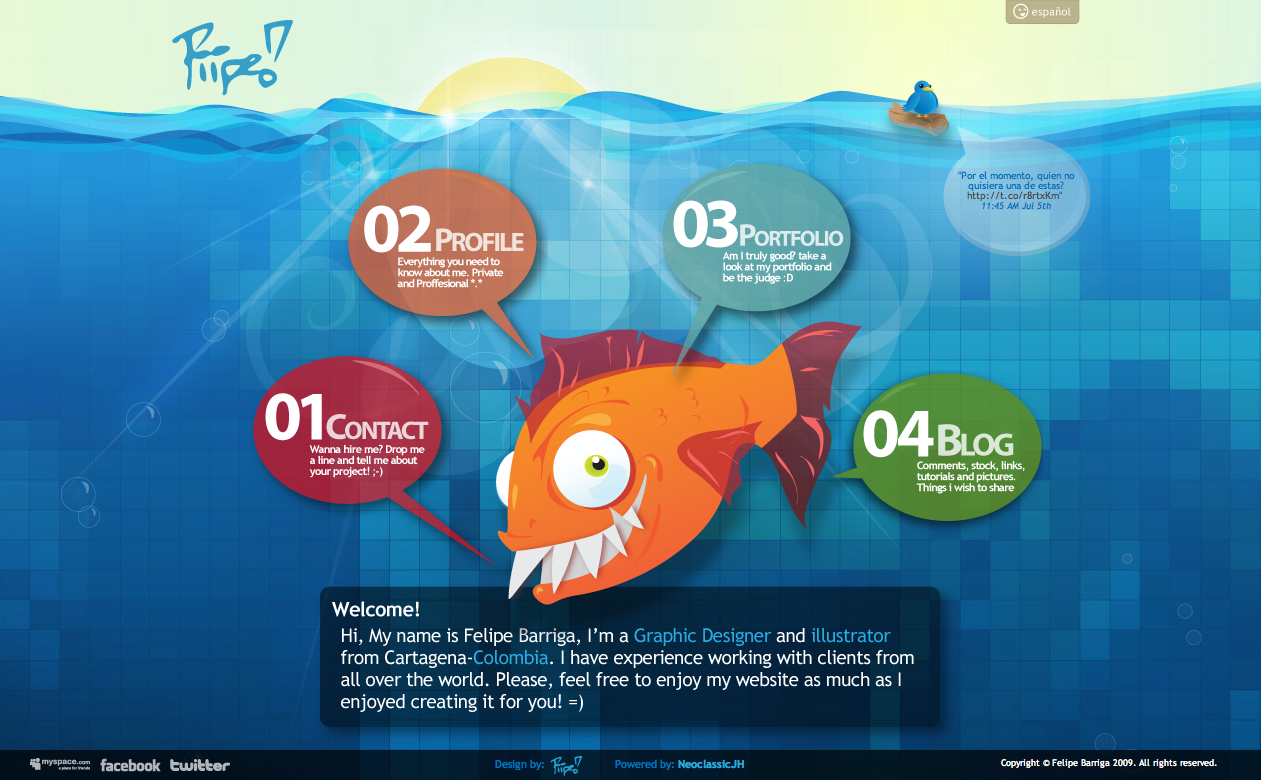 Felipe!
español
"Por el momento, quien no
quisiera una de estas?
http://t.co/r8rtxKm"
11:45 AM Jul 5th
02 PROFILE
Everything you need to
know about me. Private
and Proffesional *.*
03 PORTFOLIO
Am I truly good? take a
look at my portfolio and
be the judge :D
01 CONTACT
Wanna hire me? Drop me
a line and tell me about
your project! ;-)
04 BLOG
Comments, stock, links,
tutorials and pictures.
Things i wish to share
Welcome!
Hi, My name is Felipe Barriga, I'm a Graphic Designer and illustrator
from Cartagena-Colombia. I have experience working with clients from
all over the world. Please, feel free to enjoy my website as much as I
enjoyed creating it for you! =)
myspace.com
a place for friends
facebook twitter
Design by: Felipe!
Powered by: NeoclassicJH
Copyright © Felipe Barriga 2009. All rights reserved.